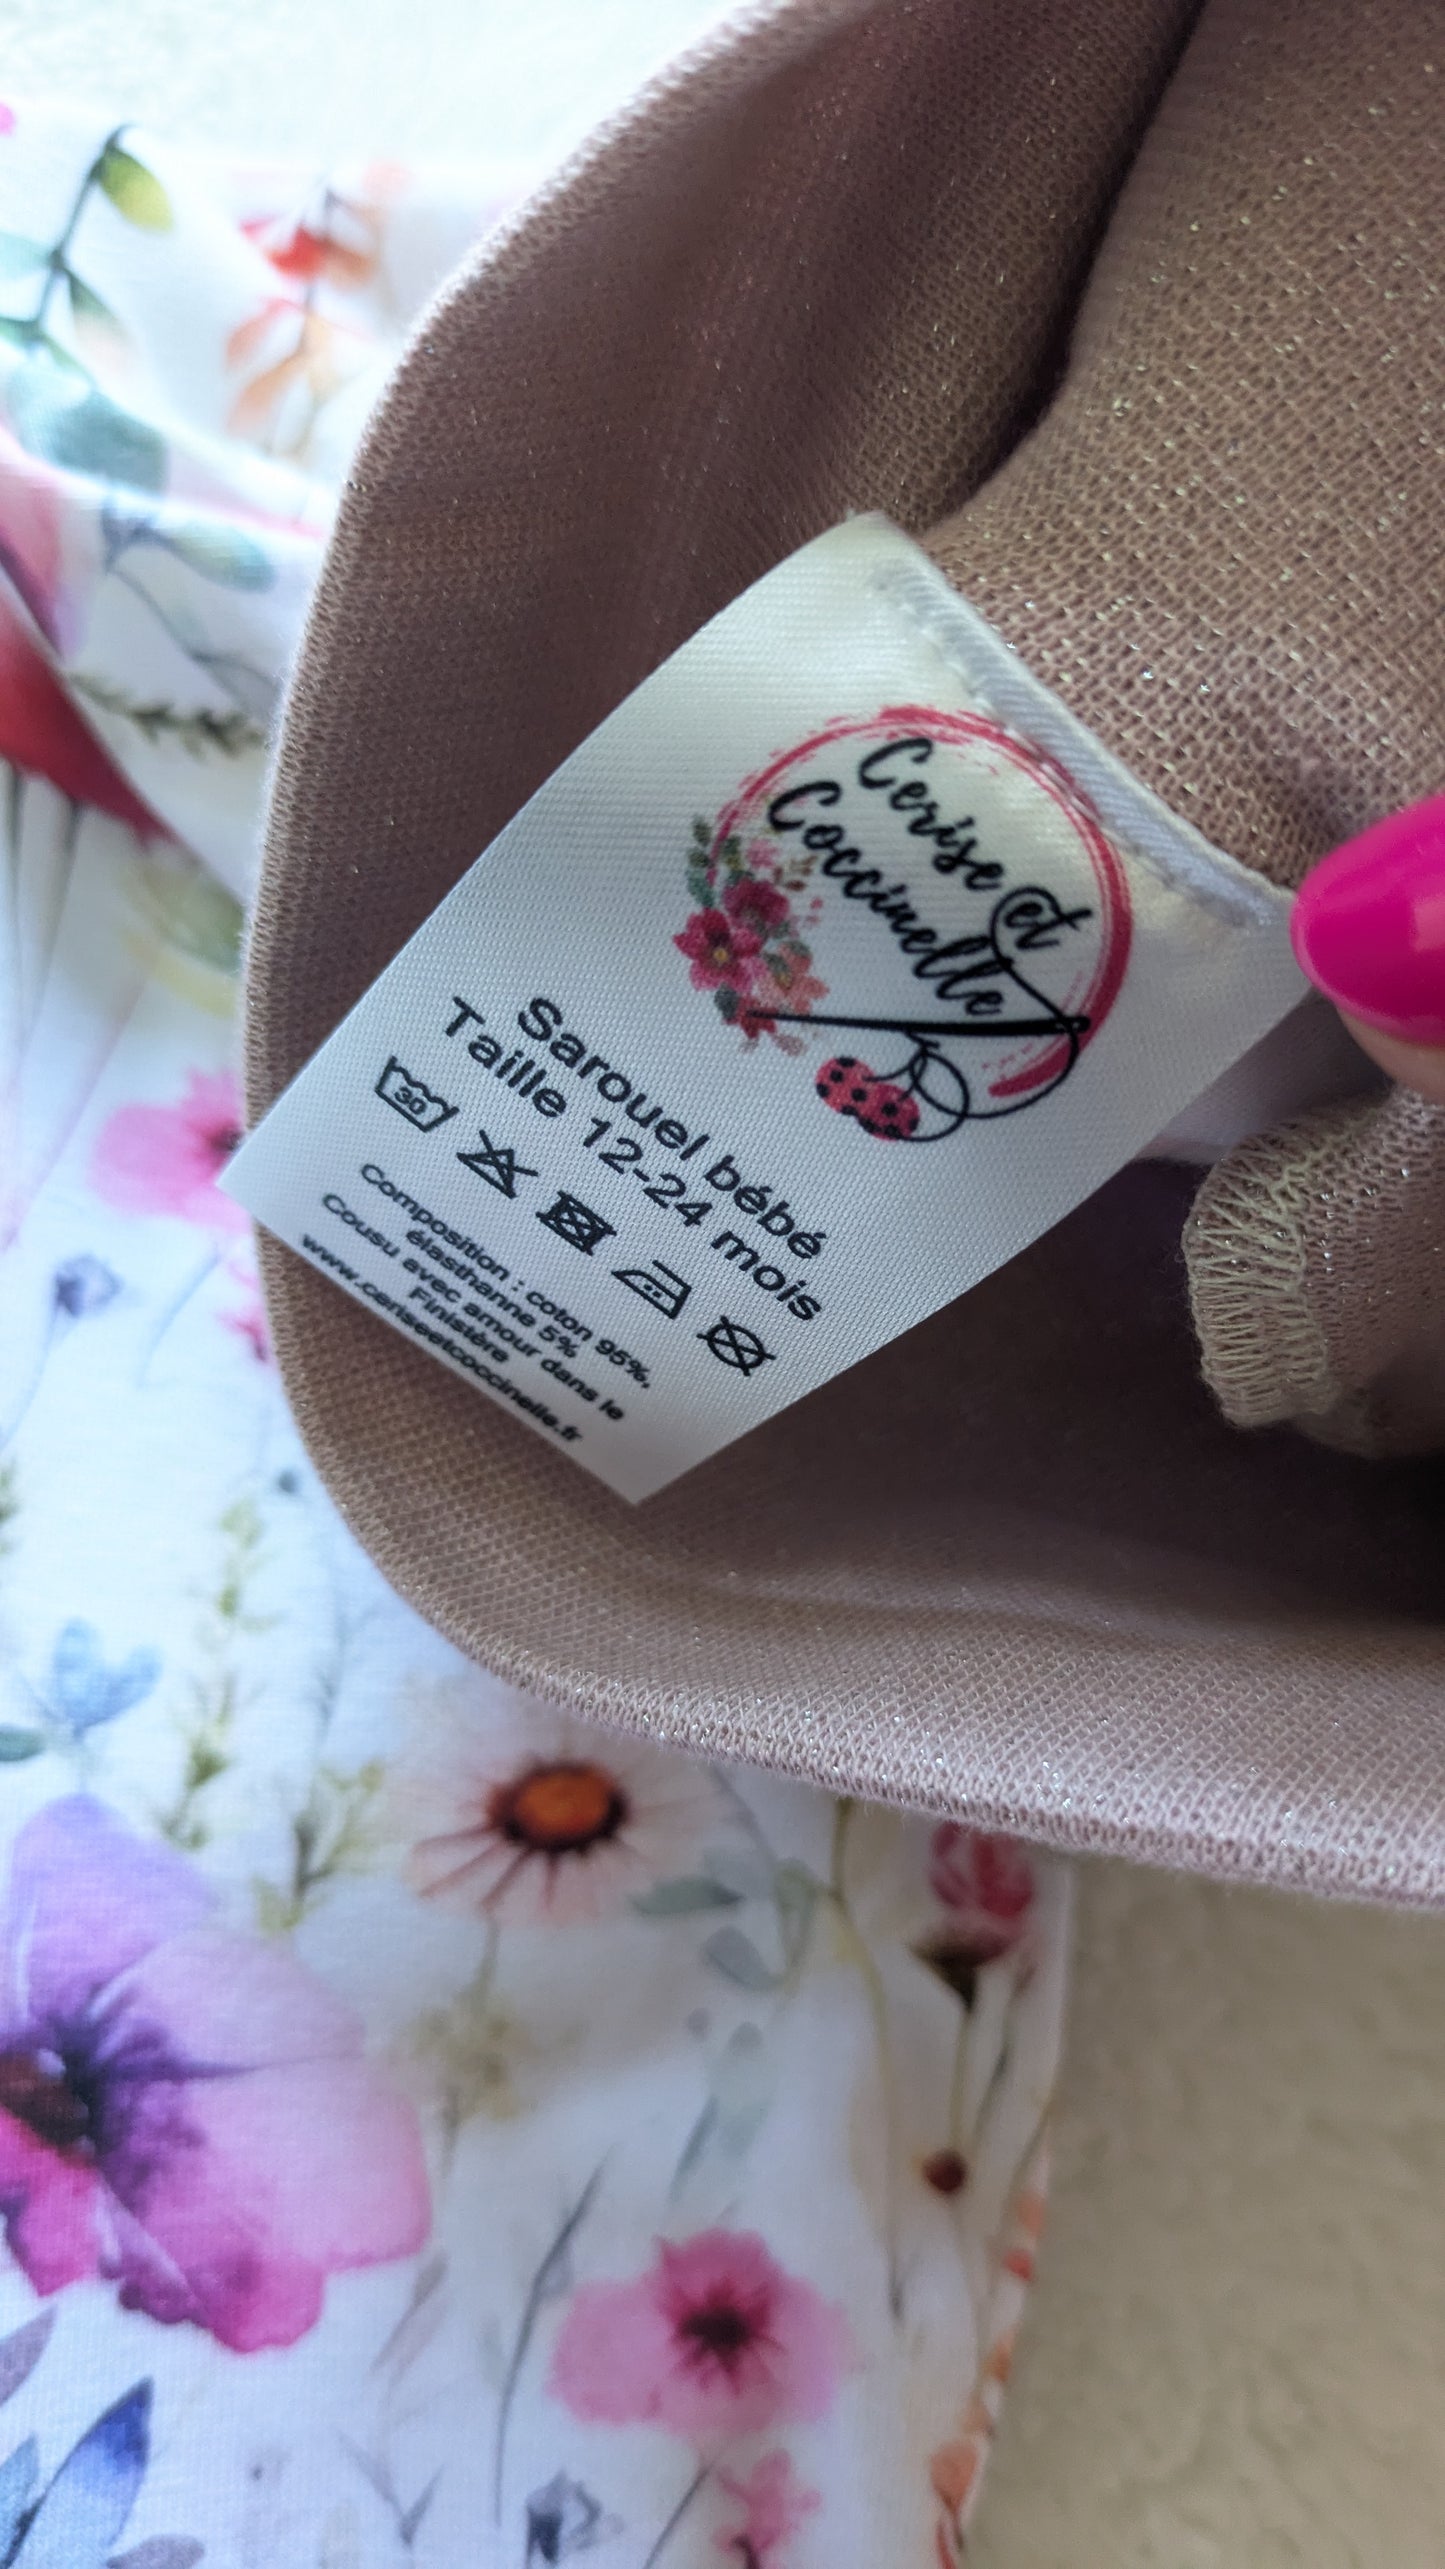 Cerise et
Coccinelle
Sarouel bébé
Taille 12-24 mois
30
Composition : coton 95%,
élasthanne 5%
Cousu avec amour dans le
Finistère
www.ceriseetcoccinelle.fr